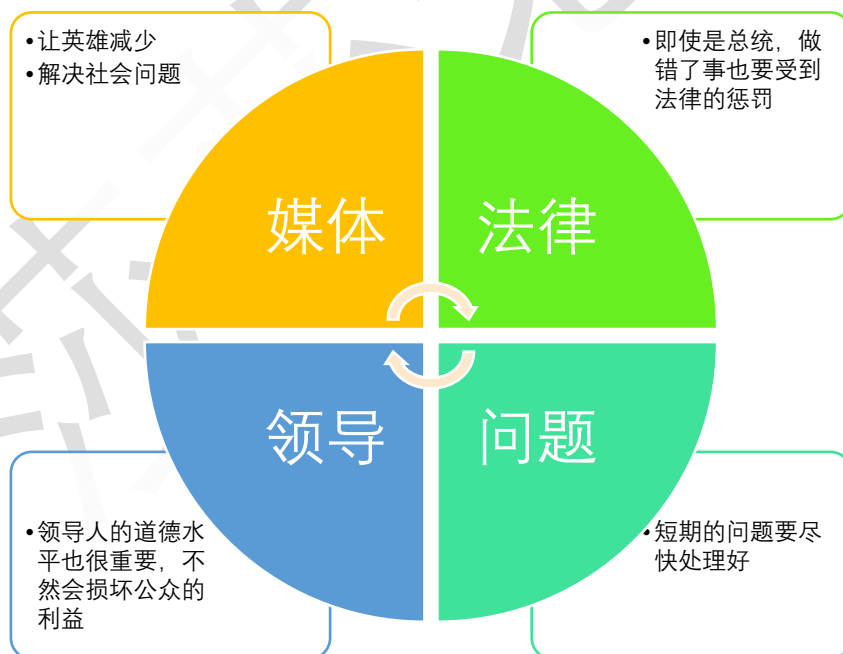 •让英雄减少
•解决社会问题
•即使是总统，做
错了事也要受到
法律的惩罚
媒体
法律
领导
问题
•领导人的道德水
平也很重要，不
然会损坏公众的
利益
•短期的问题要尽
快处理好